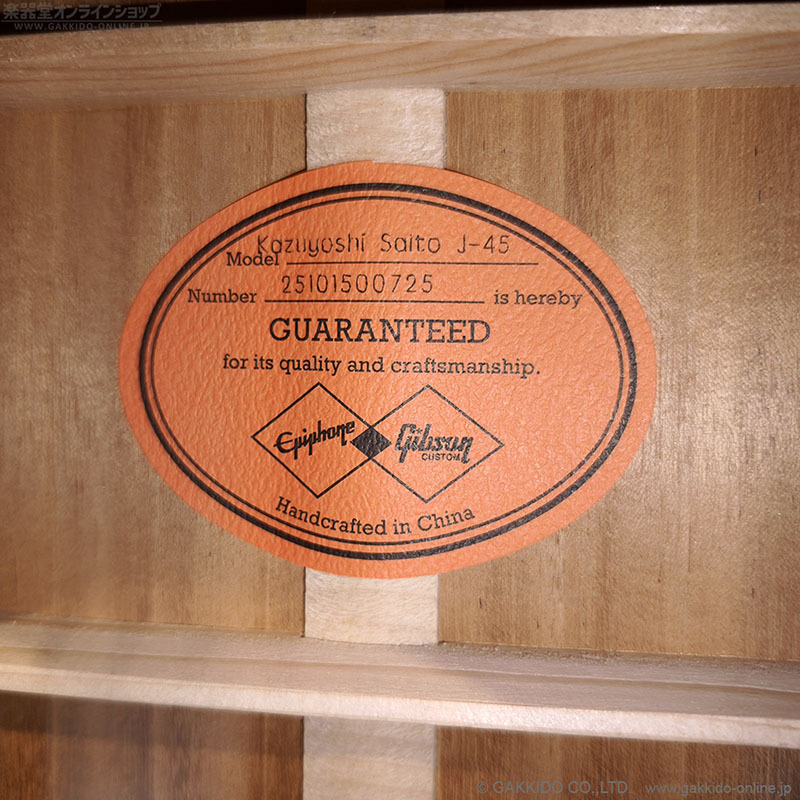 楽器堂オンラインショップ
© WWW.GAKKIDO-ONLINE.JP
Model Kazuyoshi Saito J-45
Number 25101500725 is hereby
GUARANTEED
for its quality and craftsmanship.
Epiphone Gibson
CUSTOM
Handcrafted in China
© GAKKIDO CO.,LTD. www.gakkido-online.jp